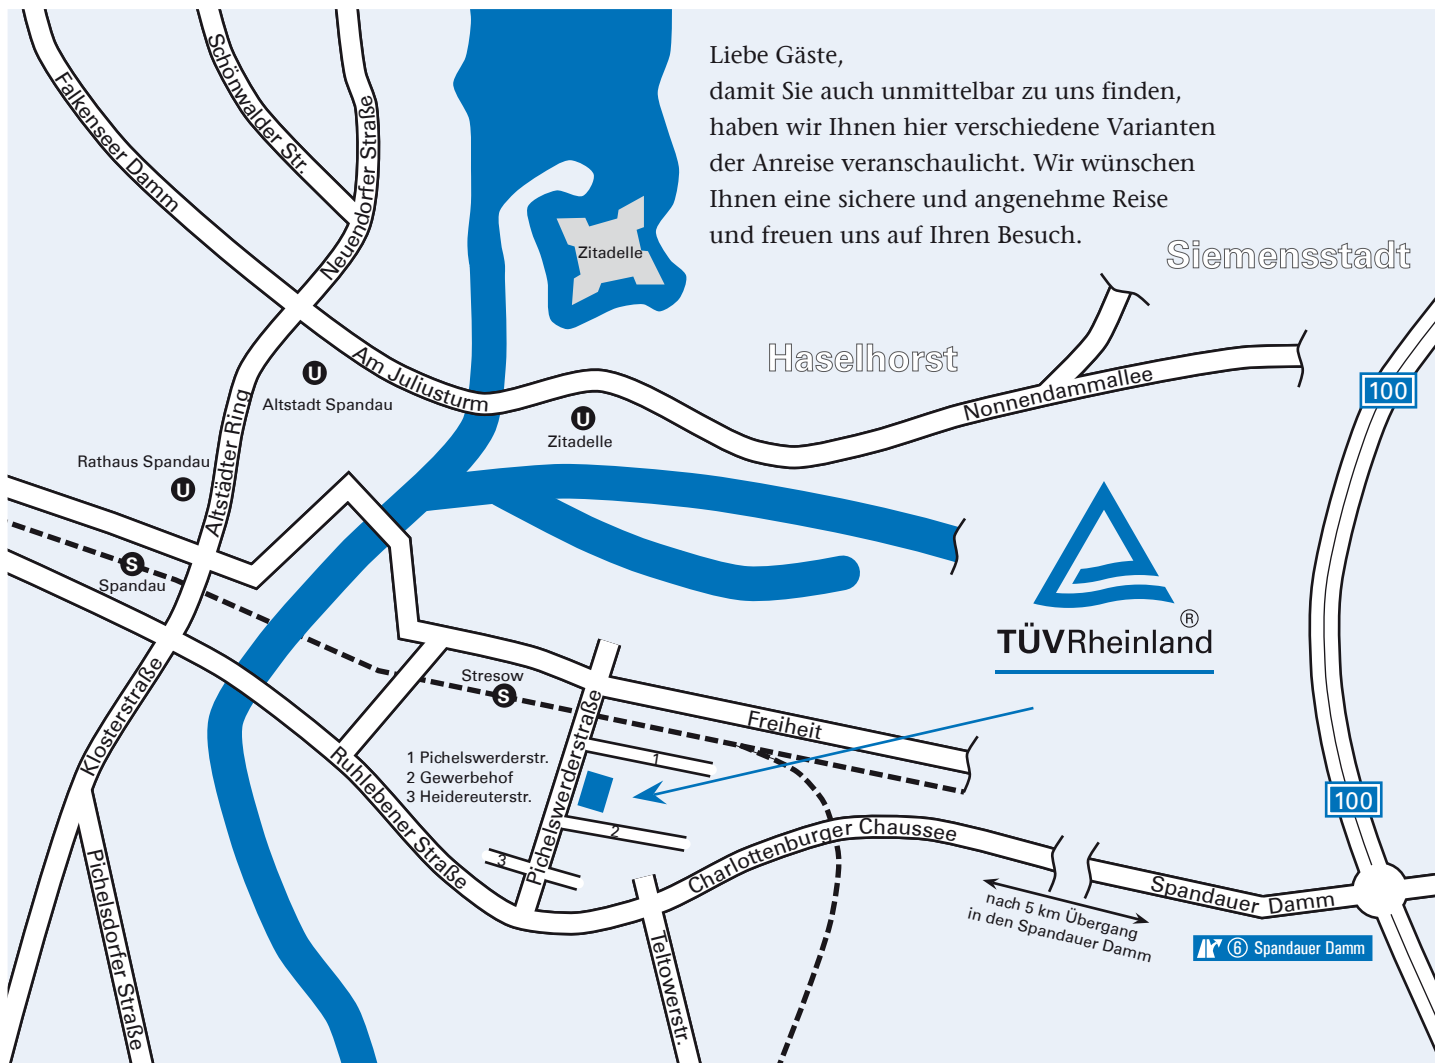 Liebe Gäste,
damit Sie auch unmittelbar zu uns finden,
haben wir Ihnen hier verschiedene Varianten
der Anreise veranschaulicht. Wir wünschen
Ihnen eine sichere und angenehme Reise
und freuen uns auf Ihren Besuch.
Falkenseer Damm
Schönwalder Str.
Neuendorfer Straße
Zitadelle
Siemensstadt
Haselhorst
Am Juliusturm
Nonnendammallee
100
U
Altstadt Spandau
U
Zitadelle
Altstädter Ring
Rathaus Spandau
U
S
Spandau
TÜVRheinland
®
Klosterstraße
Stresow
S
Freiheit
Pichelswerderstraße
1 Pichelswerderstr.
2 Gewerbehof
3 Heidereuterstr.
1
2
3
Ruhlebener Straße
100
Charlottenburger Chaussee
Spandauer Damm
nach 5 km Übergang
in den Spandauer Damm
6 Spandauer Damm
Pichelsdorfer Straße
Teltowerstr.